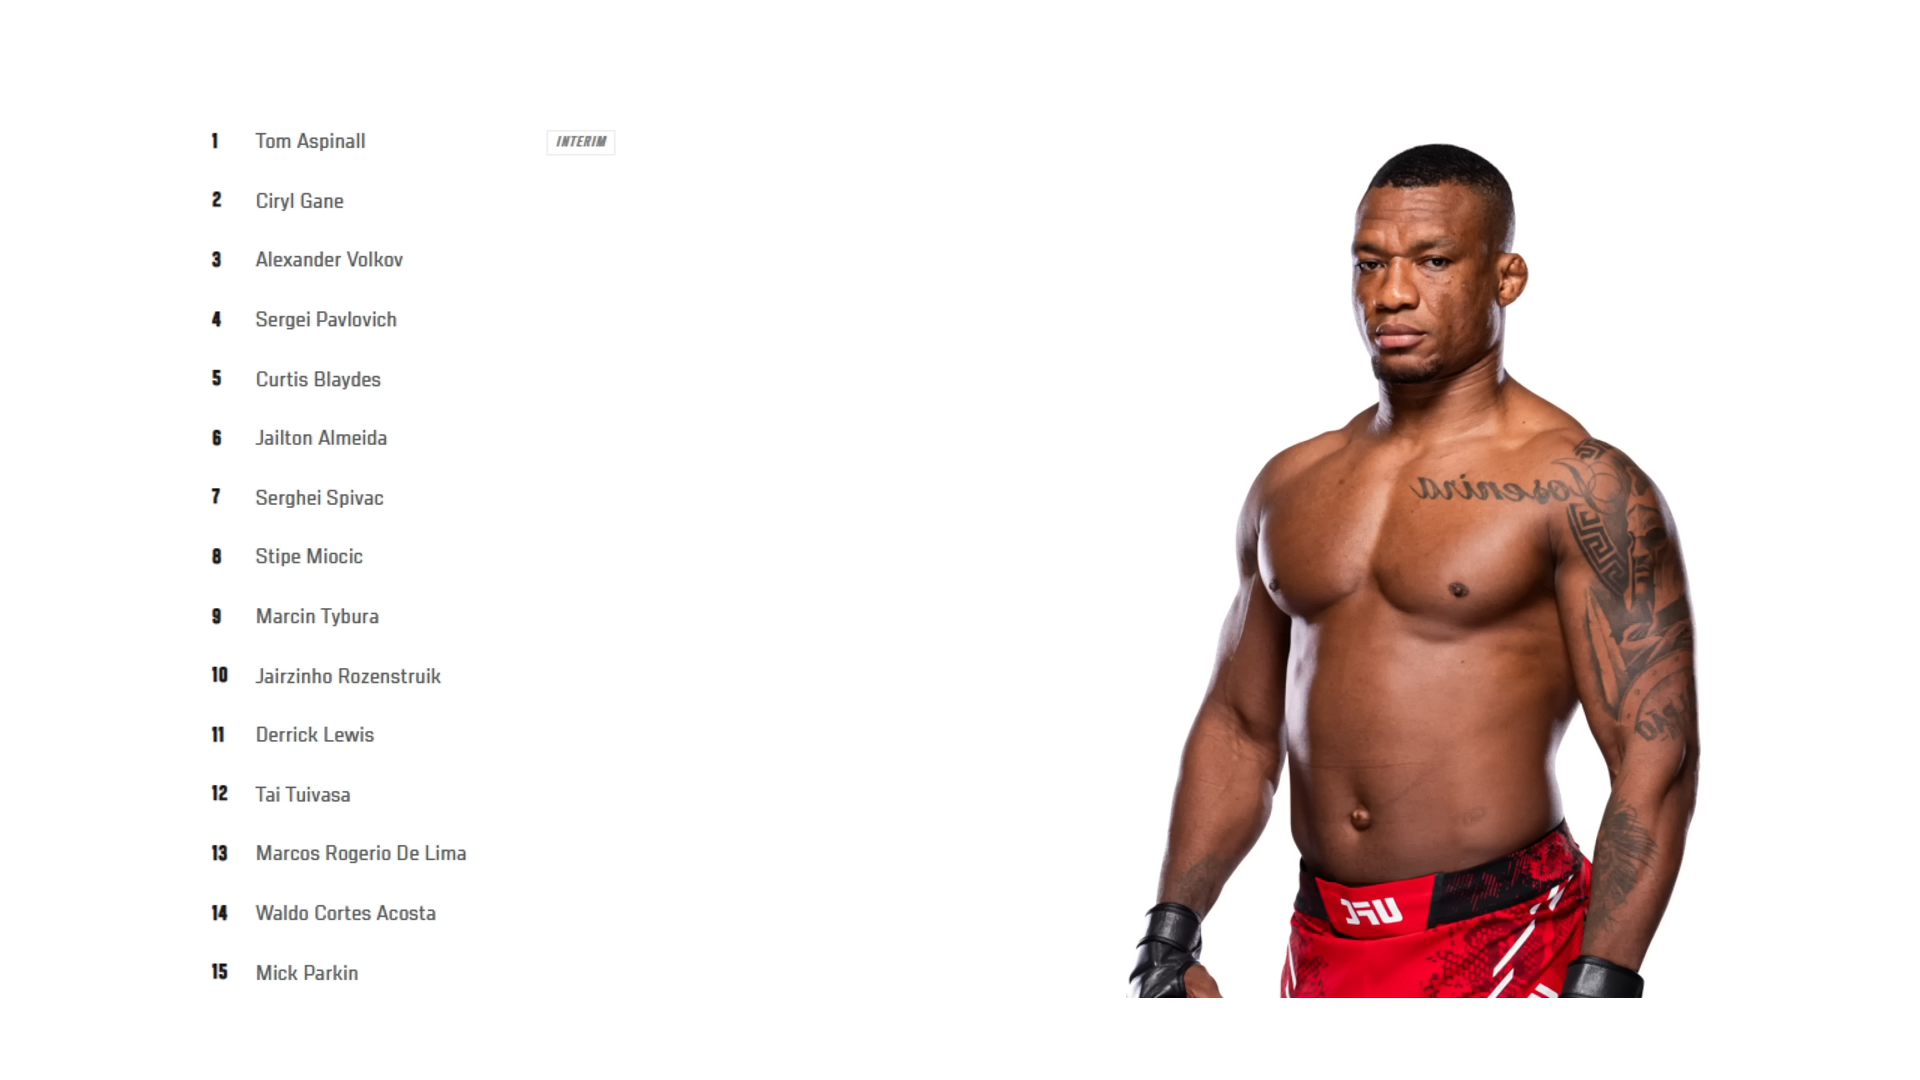 1 Tom Aspinall INTERIM
2 Ciryl Gane
3 Alexander Volkov
4 Sergei Pavlovich
5 Curtis Blaydes
6 Jailton Almeida
7 Serghei Spivac
8 Stipe Miocic
9 Marcin Tybura
10 Jairzinho Rozenstruik
11 Derrick Lewis
12 Tai Tuivasa
13 Marcos Rogerio De Lima
14 Waldo Cortes Acosta
15 Mick Parkin
Josenira
UFC